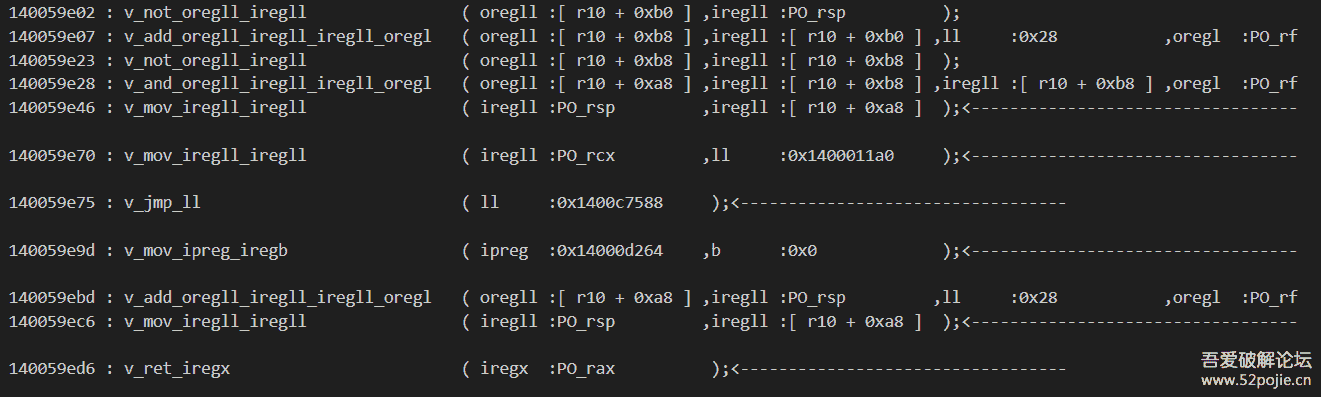 140059e02 : v_not_oregll_iregll ( oregll :[ r10 + 0xb0 ] ,iregll :PO_rsp );
140059e07 : v_add_oregll_iregll_iregll_oregl ( oregll :[ r10 + 0xb8 ] ,iregll :[ r10 + 0xb0 ] ,ll :0x28 ,oregl :PO_rf
140059e23 : v_not_oregll_iregll ( oregll :[ r10 + 0xb8 ] ,iregll :[ r10 + 0xb8 ] );
140059e28 : v_and_oregll_iregll_iregll_oregl ( oregll :[ r10 + 0xa8 ] ,iregll :[ r10 + 0xb8 ] ,iregll :[ r10 + 0xb8 ] ,oregl :PO_rf
140059e46 : v_mov_iregll_iregll ( iregll :PO_rsp ,iregll :[ r10 + 0xa8 ] );<---------------------------------
140059e70 : v_mov_iregll_iregll ( iregll :PO_rcx ,ll :0x1400011a0 );<---------------------------------
140059e75 : v_jmp_ll ( ll :0x1400c7588 );<---------------------------------
140059e9d : v_mov_ipreg_iregb ( ipreg :0x14000d264 ,b :0x0 );<---------------------------------
140059ebd : v_add_oregll_iregll_iregll_oregl ( oregll :[ r10 + 0xa8 ] ,iregll :PO_rsp ,ll :0x28 ,oregl :PO_rf
140059ec6 : v_mov_iregll_iregll ( iregll :PO_rsp ,iregll :[ r10 + 0xa8 ] );<---------------------------------
140059ed6 : v_ret_iregx ( iregx :PO_rax );<---------------------------------
吾爱破解论坛
www.52pojie.cn